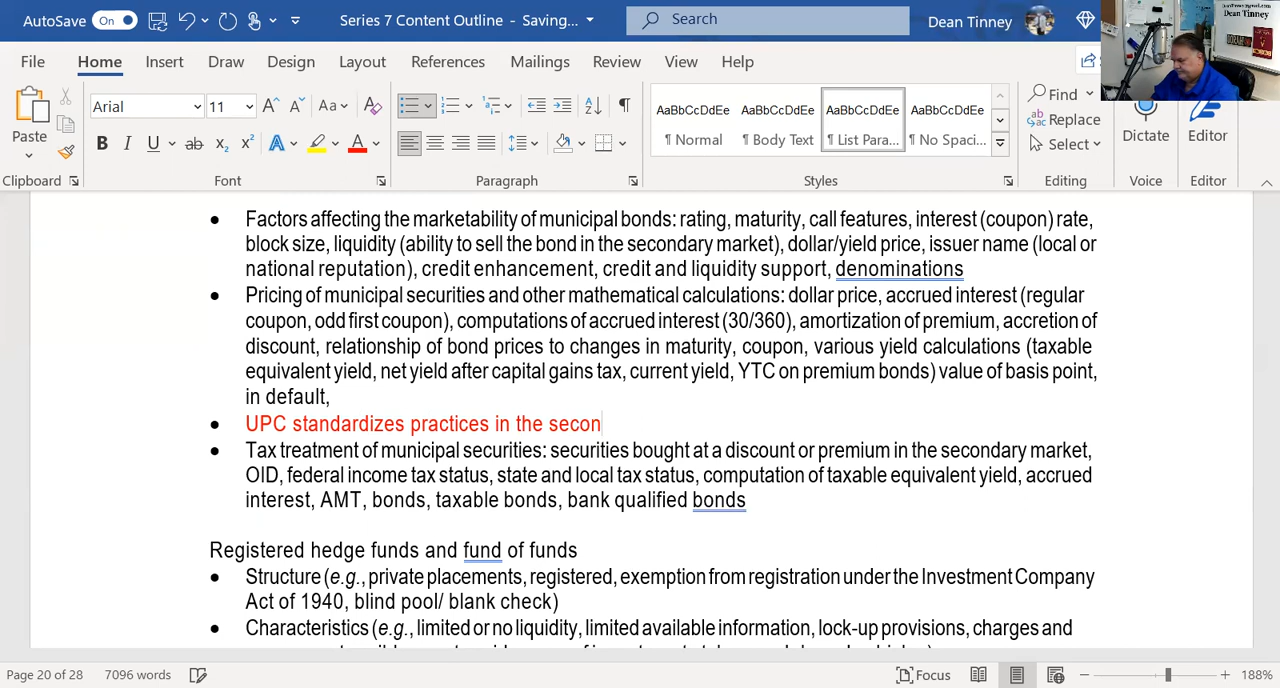 AutoSave On Series 7 Content Outline - Saving... Search Dean Tinney
Dean Tinney
File Home Insert Draw Design Layout References Mailings Review View Help
Arial 11 A A Aa A
AaBbCcDdEe AaBbCcDdEe AaBbCcDdEe AaBbCcDdEe
Find
Paste
B I U ab x2 x2 A A
¶ Normal ¶ Body Text ¶ List Para... ¶ No Spaci...
Replace
Select
Dictate Editor
Clipboard Font Paragraph Styles Editing Voice Editor
• Factors affecting the marketability of municipal bonds: rating, maturity, call features, interest (coupon) rate,
block size, liquidity (ability to sell the bond in the secondary market), dollar/yield price, issuer name (local or
national reputation), credit enhancement, credit and liquidity support, denominations
• Pricing of municipal securities and other mathematical calculations: dollar price, accrued interest (regular
coupon, odd first coupon), computations of accrued interest (30/360), amortization of premium, accretion of
discount, relationship of bond prices to changes in maturity, coupon, various yield calculations (taxable
equivalent yield, net yield after capital gains tax, current yield, YTC on premium bonds) value of basis point,
in default,
• UPC standardizes practices in the secon
• Tax treatment of municipal securities: securities bought at a discount or premium in the secondary market,
OID, federal income tax status, state and local tax status, computation of taxable equivalent yield, accrued
interest, AMT, bonds, taxable bonds, bank qualified bonds
Registered hedge funds and fund of funds
• Structure (e.g., private placements, registered, exemption from registration under the Investment Company
Act of 1940, blind pool/ blank check)
• Characteristics (e.g., limited or no liquidity, limited available information, lock-up provisions, charges and
Page 20 of 28 7096 words Focus 188%